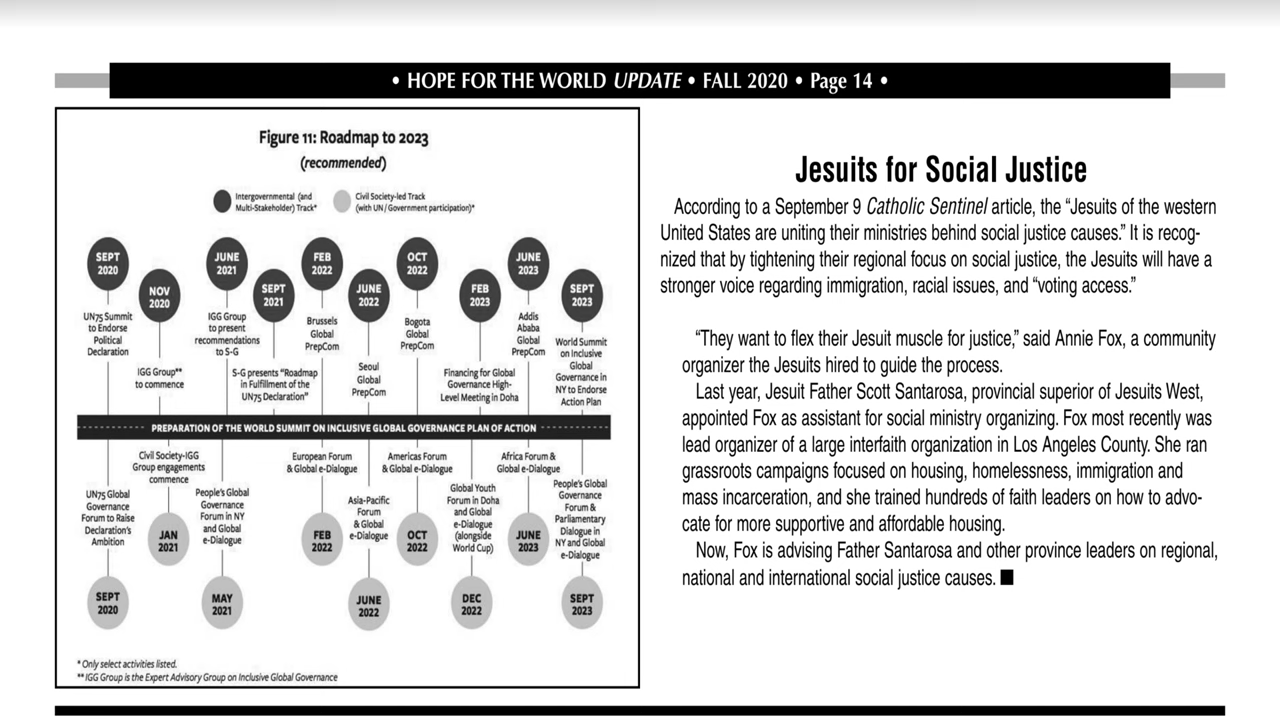 • HOPE FOR THE WORLD UPDATE • FALL 2020 • Page 14 •
Figure 11: Roadmap to 2023
(recommended)
Intergovernmental (and
Multi-Stakeholder) Track*
Civil Society-led Track
(with UN / Government participation)*
SEPT
2020
UN75 Summit
to Endorse
Political
Declaration
NOV
2020
IGG Group**
to commence
JUNE
2021
IGG Group
to present
recommendations
to S-G
SEPT
2021
S-G presents “Roadmap
in Fulfillment of the
UN75 Declaration”
FEB
2022
Brussels
Global
PrepCom
JUNE
2022
Seoul
Global
PrepCom
OCT
2022
Bogota
Global
PrepCom
FEB
2023
Financing for Global
Governance High-
Level Meeting in Doha
JUNE
2023
Addis
Ababa
Global
PrepCom
SEPT
2023
World Summit
on Inclusive
Global
Governance in
NY to Endorse
Action Plan
PREPARATION OF THE WORLD SUMMIT ON INCLUSIVE GLOBAL GOVERNANCE PLAN OF ACTION
UN75 Global
Governance
Forum to Raise
Declaration's
Ambition
SEPT
2020
Civil Society-IGG
Group engagements
commence
JAN
2021
People's Global
Governance
Forum in NY
and Global
e-Dialogue
MAY
2021
European Forum
& Global e-Dialogue
FEB
2022
Asia-Pacific
Forum
& Global
e-Dialogue
JUNE
2022
Americas Forum
& Global e-Dialogue
OCT
2022
Global Youth
Forum in Doha
and Global
e-Dialogue
(alongside
World Cup)
DEC
2022
Africa Forum &
Global e-Dialogue
JUNE
2023
People's Global
Governance
Forum &
Parliamentary
Dialogue in
NY and Global
e-Dialogue
SEPT
2023
* Only select activities listed.
** IGG Group is the Expert Advisory Group on Inclusive Global Governance
Jesuits for Social Justice
According to a September 9 Catholic Sentinel article, the “Jesuits of the western
United States are uniting their ministries behind social justice causes.” It is recog-
nized that by tightening their regional focus on social justice, the Jesuits will have a
stronger voice regarding immigration, racial issues, and “voting access.”
“They want to flex their Jesuit muscle for justice,” said Annie Fox, a community
organizer the Jesuits hired to guide the process.
Last year, Jesuit Father Scott Santarosa, provincial superior of Jesuits West,
appointed Fox as assistant for social ministry organizing. Fox most recently was
lead organizer of a large interfaith organization in Los Angeles County. She ran
grassroots campaigns focused on housing, homelessness, immigration and
mass incarceration, and she trained hundreds of faith leaders on how to advo-
cate for more supportive and affordable housing.
Now, Fox is advising Father Santarosa and other province leaders on regional,
national and international social justice causes. ■